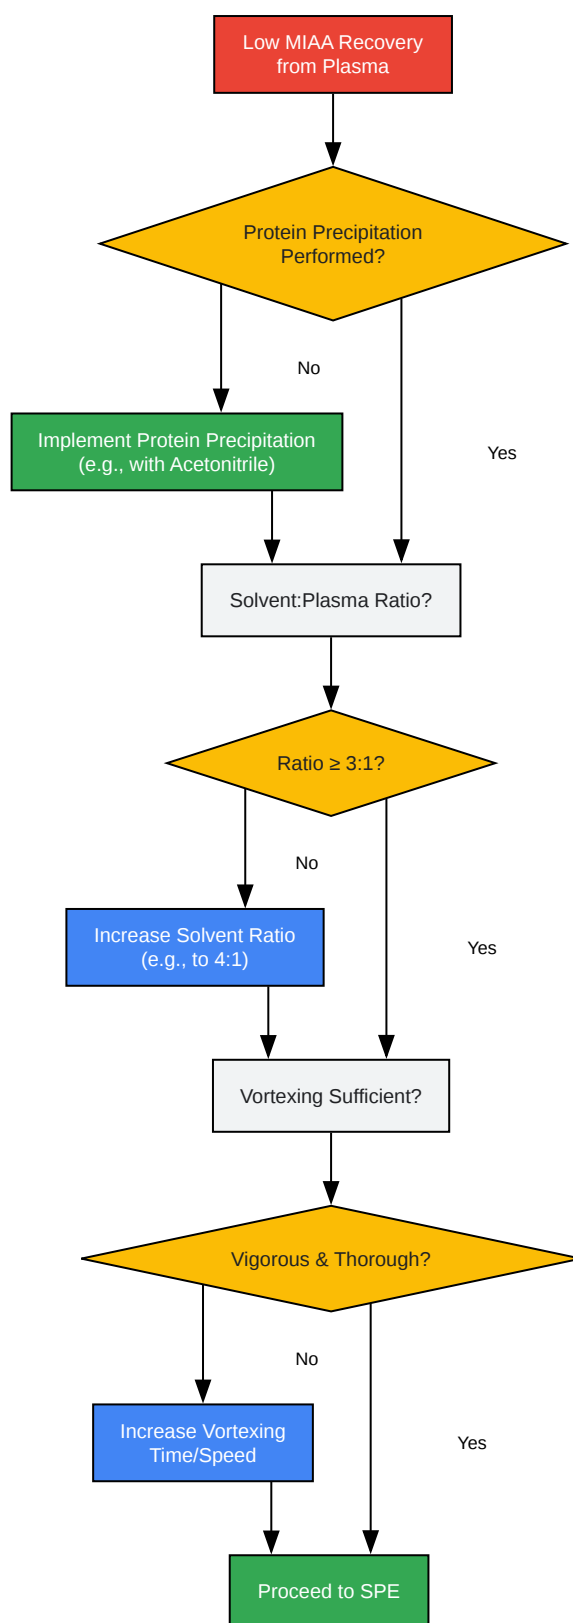 Low MIAA Recovery
from Plasma
Protein Precipitation
Performed?
No
Implement Protein Precipitation
(e.g., with Acetonitrile)
Yes
Solvent:Plasma Ratio?
Ratio ≥ 3:1?
No
Increase Solvent Ratio
(e.g., to 4:1)
Yes
Vortexing Sufficient?
Vigorous & Thorough?
No
Increase Vortexing
Time/Speed
Yes
Proceed to SPE